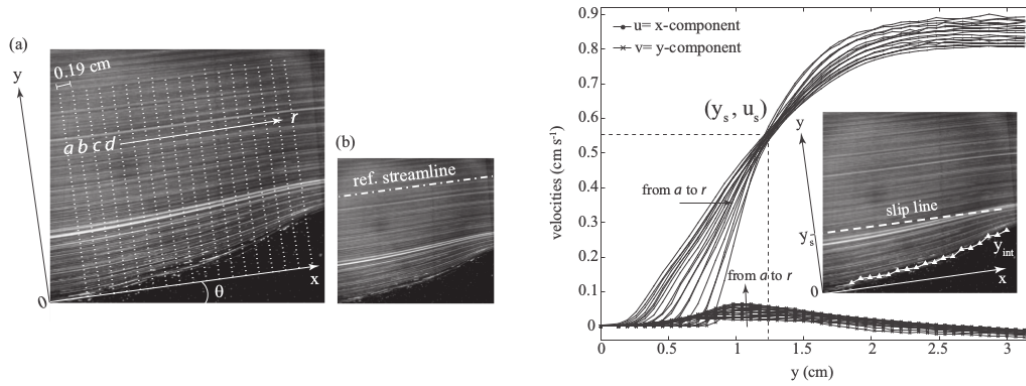 (a)
y
0.19 cm
a b c d
r
0
θ
x
(b)
ref. streamline
0.9
0.8
0.7
0.6
0.5
0.4
0.3
0.2
0.1
0
velocities (cm s⁻¹)
u= x-component
v= y-component
(yₛ , uₛ)
from a to r
from a to r
y
slip line
yₛ
y_int
0
x
0
0.5
1
1.5
2
2.5
3
y (cm)